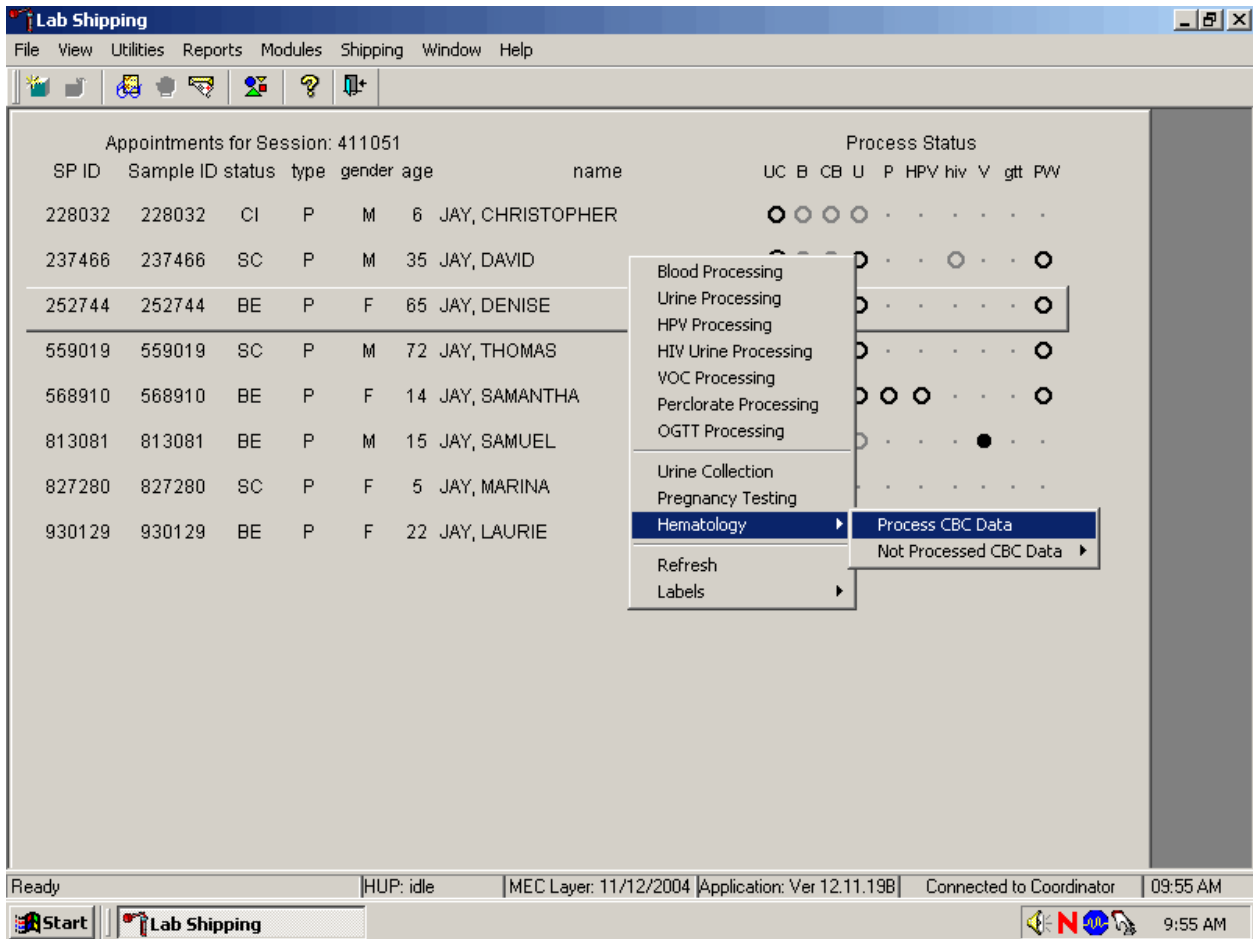 Lab Shipping
File View Utilities Reports Modules Shipping Window Help
Appointments for Session: 411051 Process Status
SP ID Sample ID status type gender age name UC B CB U P HPV hiv V gtt PW
228032 228032 CI P M 6 JAY, CHRISTOPHER
237466 237466 SC P M 35 JAY, DAVID
252744 252744 BE P F 65 JAY, DENISE
559019 559019 SC P M 72 JAY, THOMAS
568910 568910 BE P F 14 JAY, SAMANTHA
813081 813081 BE P M 15 JAY, SAMUEL
827280 827280 SC P F 5 JAY, MARINA
930129 930129 BE P F 22 JAY, LAURIE
Blood Processing
Urine Processing
HPV Processing
HIV Urine Processing
VOC Processing
Perclorate Processing
OGTT Processing
Urine Collection
Pregnancy Testing
Hematology
Refresh
Labels
Process CBC Data
Not Processed CBC Data
Ready HUP: idle MEC Layer: 11/12/2004 Application: Ver 12.11.19B Connected to Coordinator 09:55 AM
Start Lab Shipping N 9:55 AM